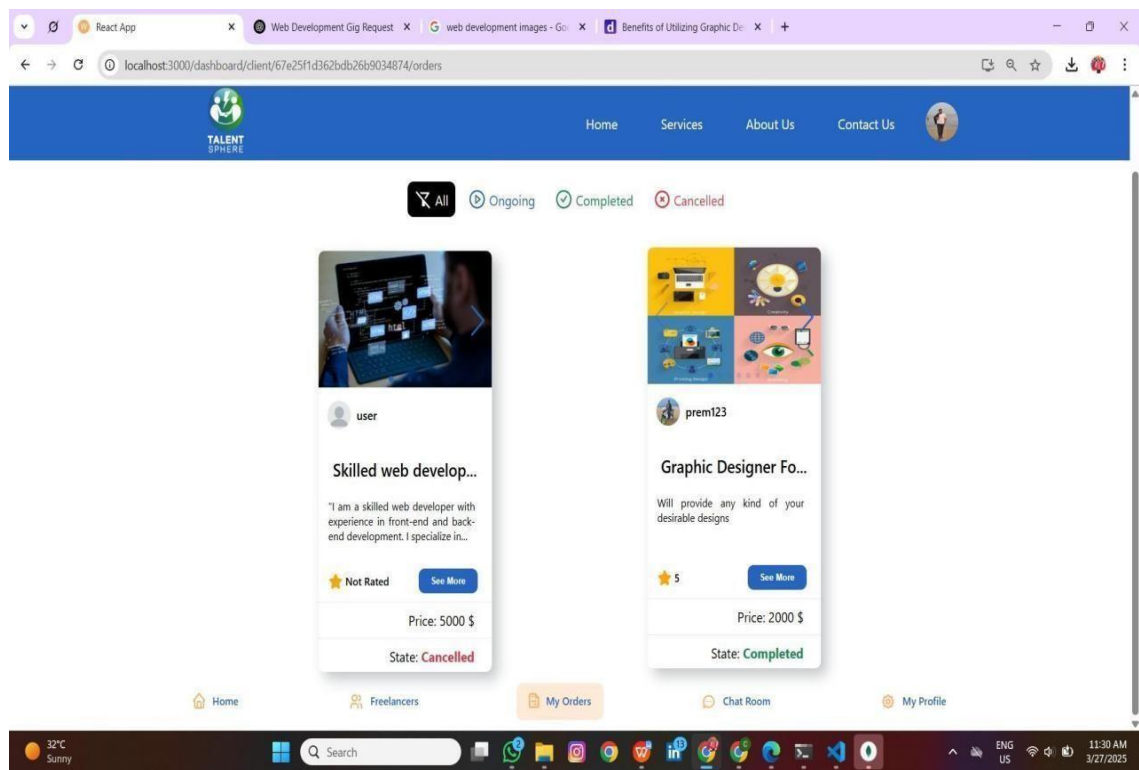 React App
Web Development Gig Request
web development images - Goo
Benefits of Utilizing Graphic De
localhost:3000/dashboard/client/67e25f1d362bdb26b9034874/orders
TALENT
SPHERE
Home
Services
About Us
Contact Us
All
Ongoing
Completed
Cancelled
html
user
Skilled web develop...
"I am a skilled web developer with
experience in front-end and back-
end development. I specialize in...
Not Rated
See More
Price: 5000 $
State: Cancelled
prem123
Graphic Designer Fo...
Will provide any kind of your
desirable designs
5
See More
Price: 2000 $
State: Completed
Home
Freelancers
My Orders
Chat Room
My Profile
32°C
Sunny
Search
ENG
US
11:30 AM
3/27/2025